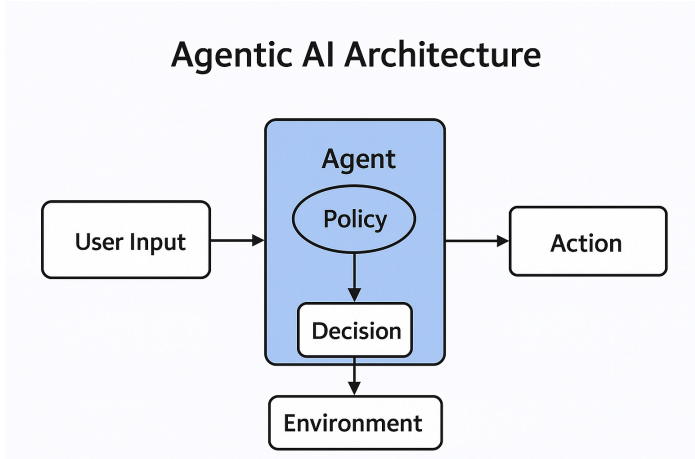 Agentic AI Architecture
Agent
Policy
User Input
Action
Decision
Environment